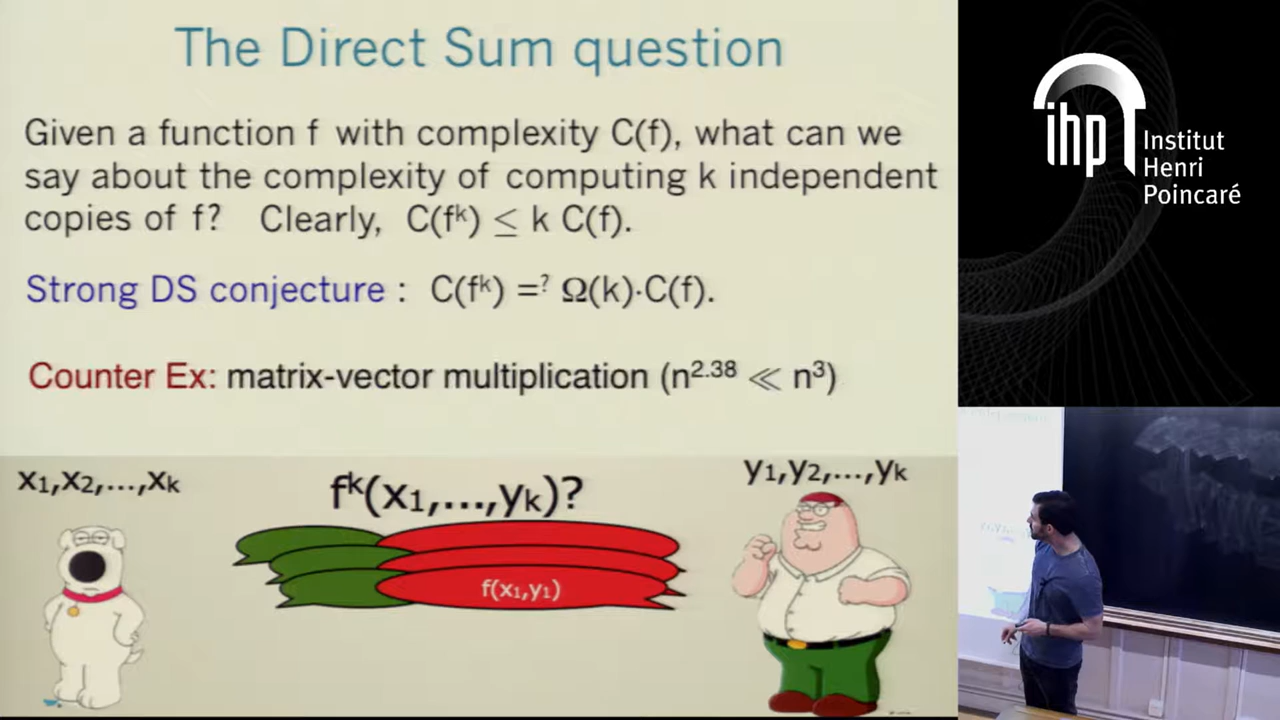 The Direct Sum question
Given a function f with complexity C(f), what can we
say about the complexity of computing k independent
copies of f? Clearly, C(fᵏ) ≤ k C(f).
Strong DS conjecture : C(fᵏ) =? Ω(k)·C(f).
Counter Ex: matrix-vector multiplication (n²·³⁸ ≪ n³)
x₁,x₂,...,xₖ
fᵏ(x₁,...,yₖ)?
y₁,y₂,...,yₖ
f(x₁,y₁)
ihp
Institut
Henri
Poincaré